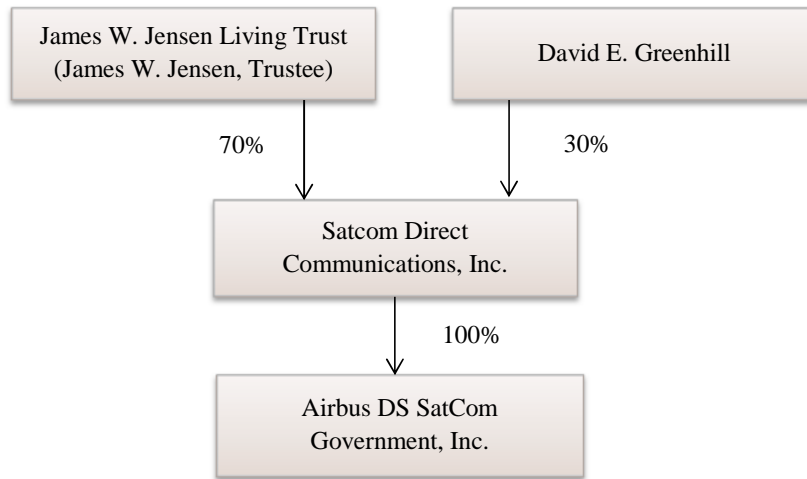 James W. Jensen Living Trust
(James W. Jensen, Trustee)
David E. Greenhill
70%
30%
Satcom Direct
Communications, Inc.
100%
Airbus DS SatCom
Government, Inc.